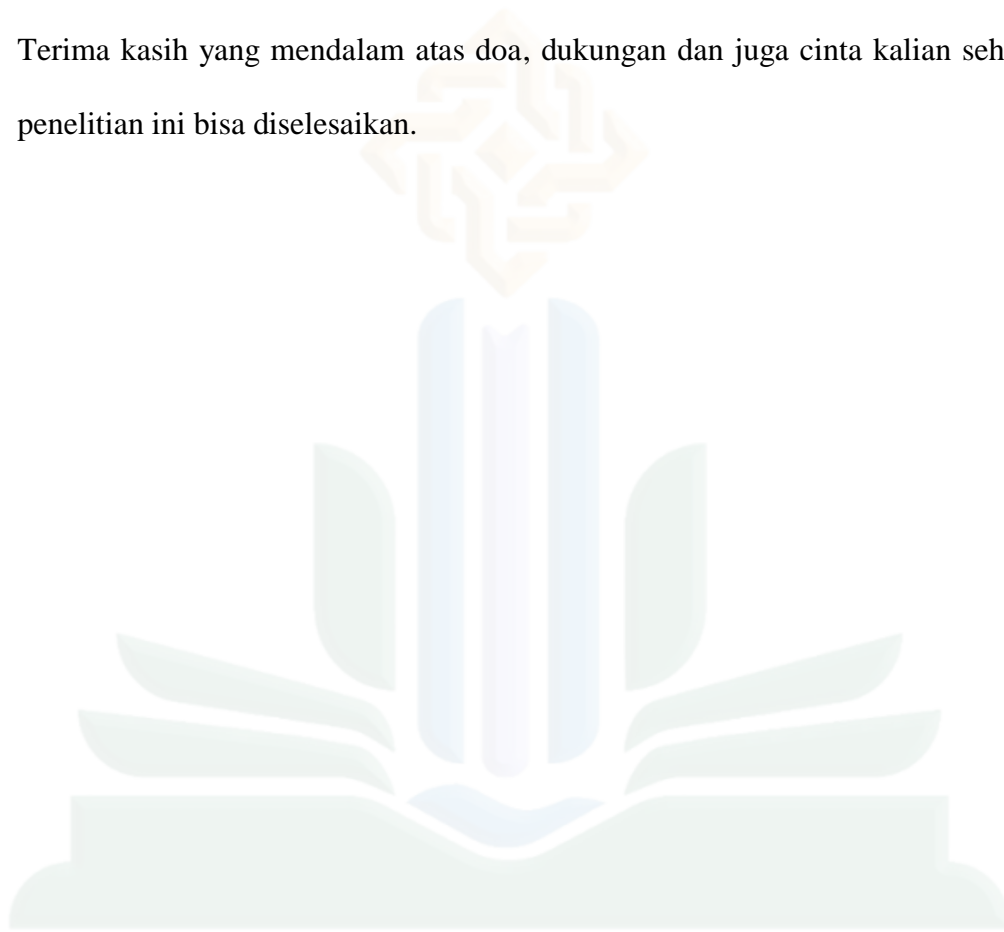 Terima kasih yang mendalam atas doa, dukungan dan juga cinta kalian seh
penelitian ini bisa diselesaikan.